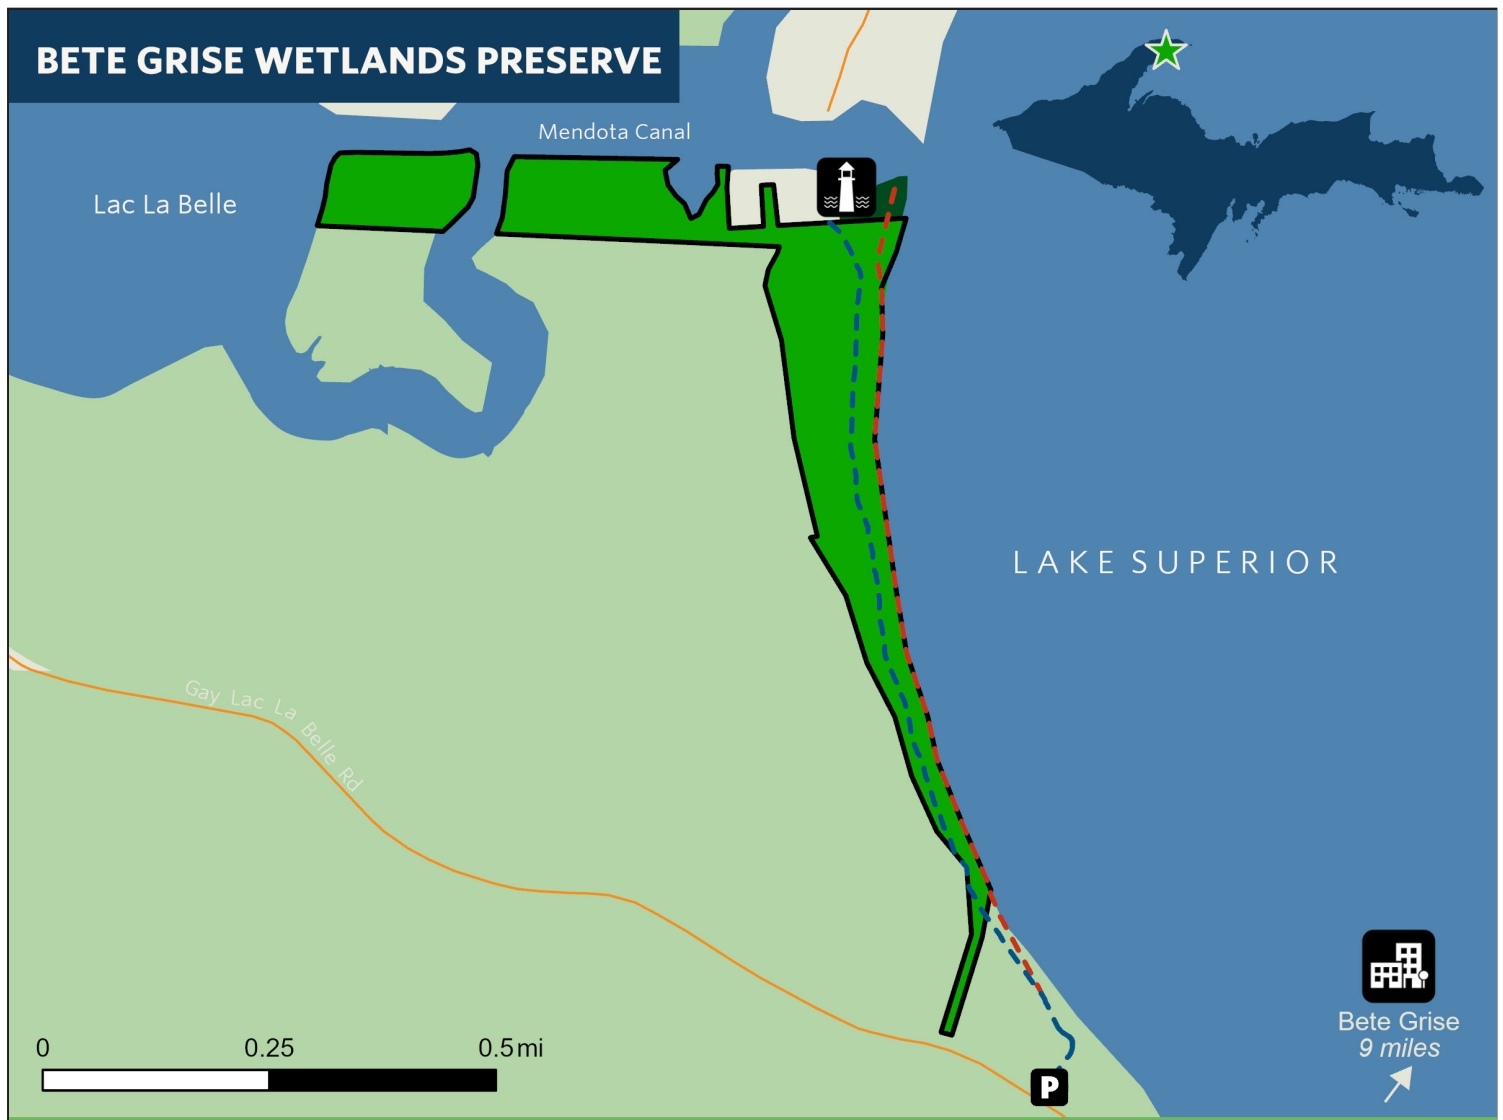 BETE GRISE WETLANDS PRESERVE
Mendota Canal
Lac La Belle
LAKE SUPERIOR
Gay Lac La Belle Rd
Bete Grise
9 miles
0 0.25 0.5 mi
P